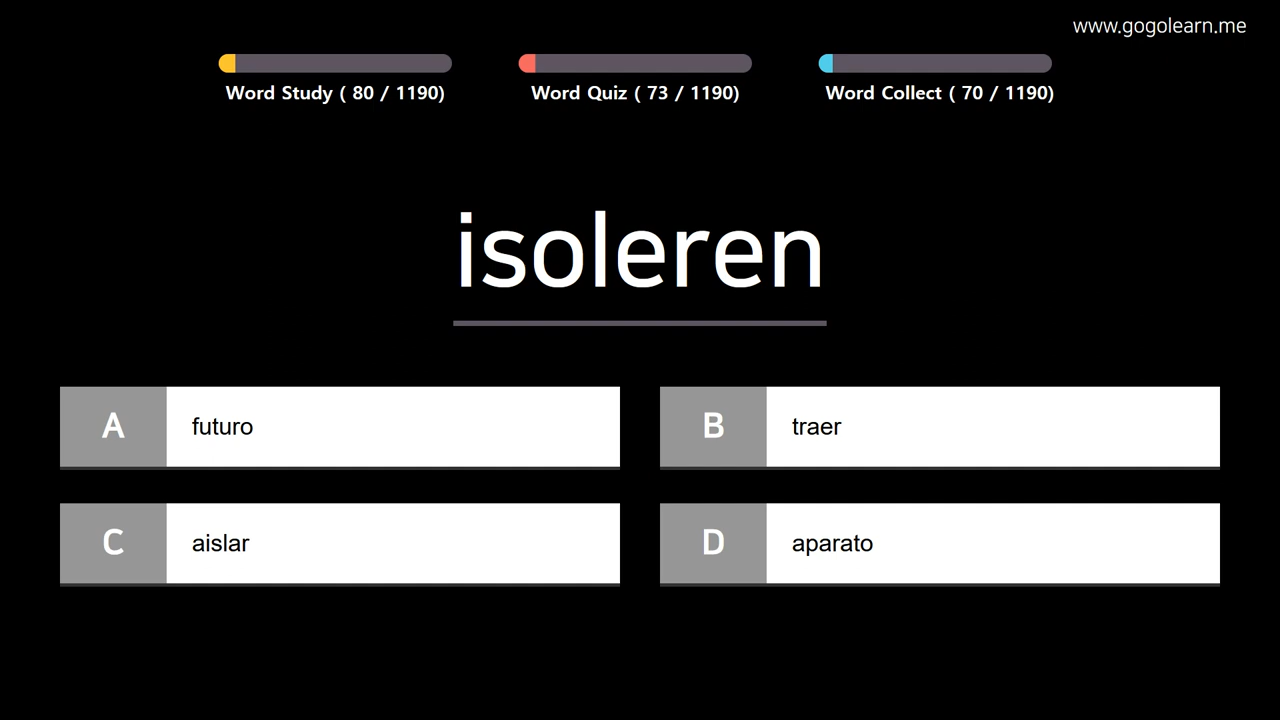 www.gogolearn.me
Word Study ( 80 / 1190)
Word Quiz ( 73 / 1190)
Word Collect ( 70 / 1190)
isoleren
A futuro
B traer
C aislar
D aparato